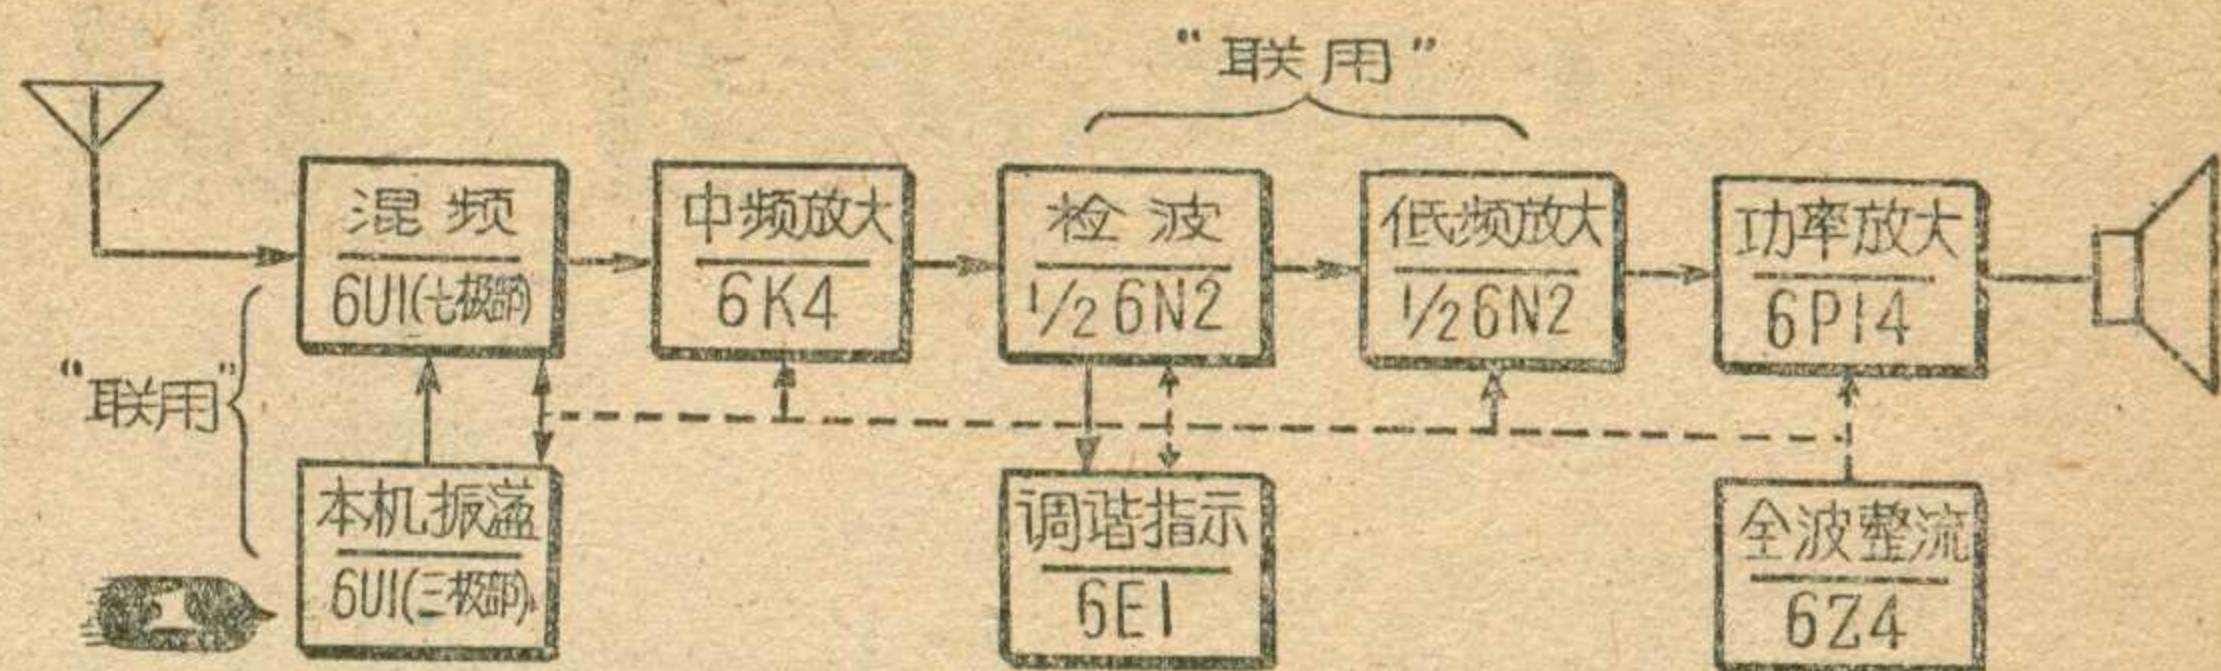 “联用”
混频
6U1(七极部)
中频放大
6K4
检波
1/2 6N2
低频放大
1/2 6N2
功率放大
6P14
“联用”
本机振荡
6U1(三极部)
调谐指示
6E1
全波整流
6Z4
1